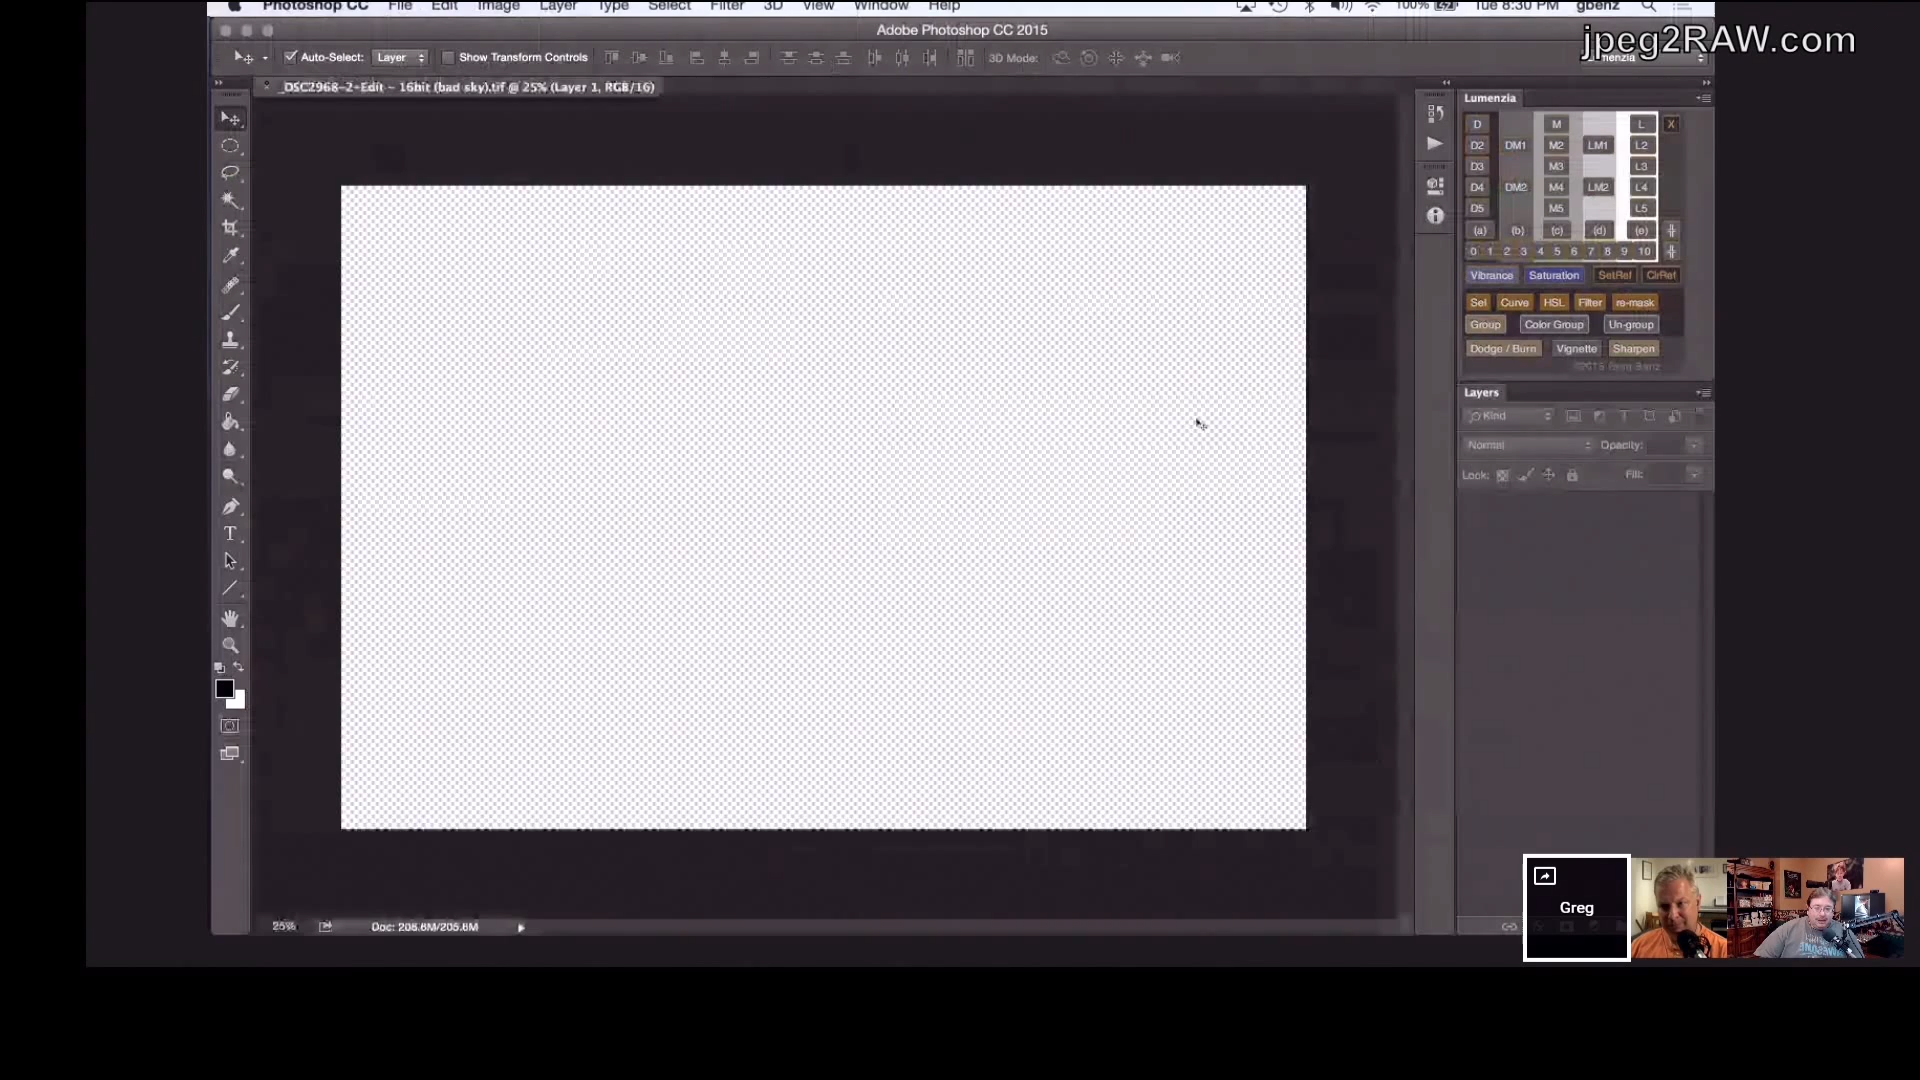 Photoshop CC File Edit Image Layer Type Select Filter 3D View Window Help 100% Tue 8:30 PM gbenz
Adobe Photoshop CC 2015
jpeg2RAW.com
Auto-Select: Layer Show Transform Controls 3D Mode:
_DSC2968-2-Edit - 16bit (bad sky).tif @ 25% (Layer 1, RGB/16)
Lumenzia
D M L X
D2 DM1 M2 LM1 L2
D3 M3 L3
D4 DM2 M4 LM2 L4
D5 M5 L5
(a) (b) (c) (d) (e)
0 1 2 3 4 5 6 7 8 9 10
Vibrance Saturation SetRef ClrRef
Sel Curve HSL Filter re-mask
Group Color Group Un-group
Dodge / Burn Vignette Sharpen
©2015 Greg Benz
Layers
Kind
Normal Opacity:
Lock: Fill:
T
Greg
25% Doc: 205.8M/205.8M